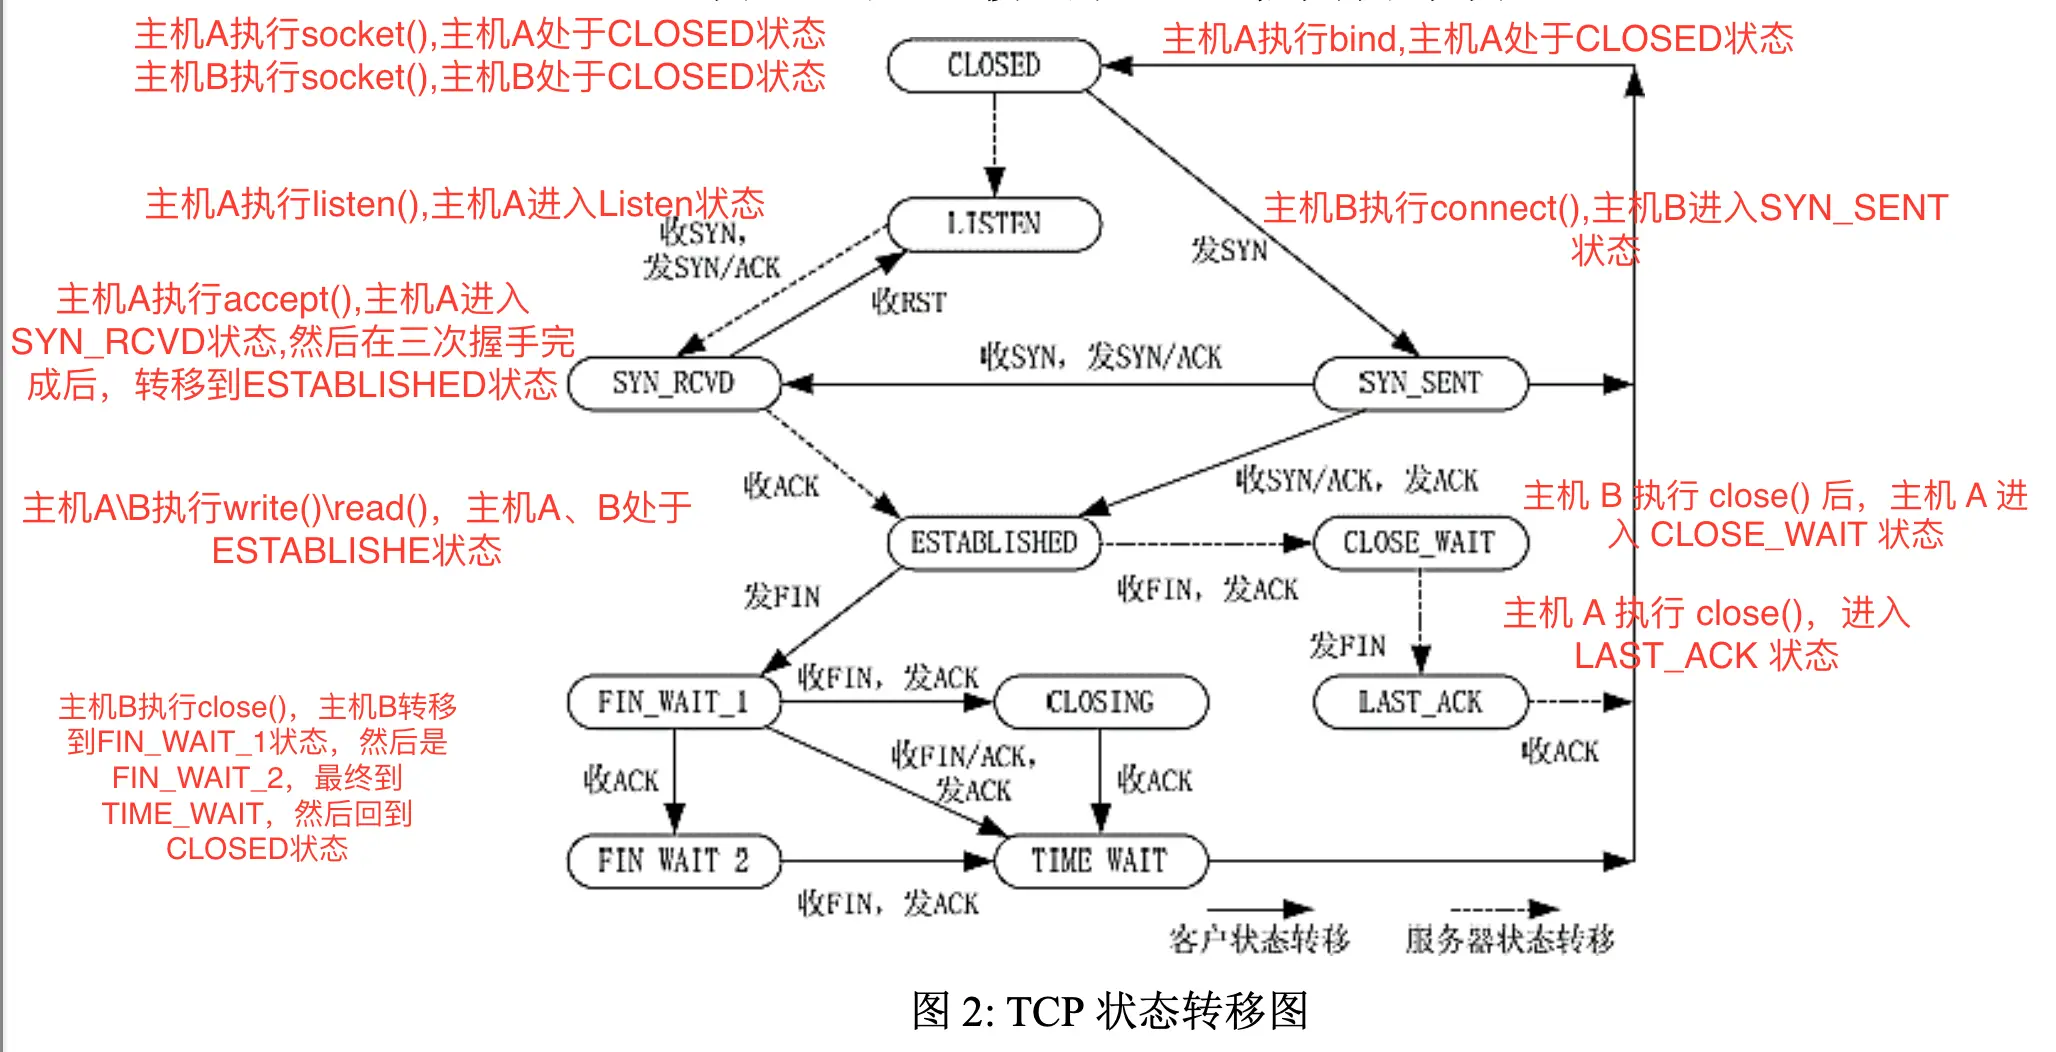 主机A执行socket(),主机A处于CLOSED状态
主机B执行socket(),主机B处于CLOSED状态
CLOSED
主机A执行bind,主机A处于CLOSED状态
主机A执行listen(),主机A进入Listen状态
LISTEN
收SYN,
发SYN/ACK
收RST
发SYN
主机B执行connect(),主机B进入SYN_SENT
状态
主机A执行accept(),主机A进入
SYN_RCVD状态,然后在三次握手完
成后，转移到ESTABLISHED状态
SYN_RCVD
收SYN, 发SYN/ACK
SYN_SENT
收ACK
收SYN/ACK, 发ACK
主机A\B执行write()\read()，主机A、B处于
ESTABLISHE状态
ESTABLISHED
收FIN, 发ACK
CLOSE_WAIT
主机 B 执行 close() 后，主机 A 进
入 CLOSE_WAIT 状态
发FIN
发FIN
主机 A 执行 close()，进入
LAST_ACK 状态
主机B执行close()，主机B转移
到FIN_WAIT_1状态，然后是
FIN_WAIT_2，最终到
TIME_WAIT，然后回到
CLOSED状态
FIN_WAIT_1
收FIN, 发ACK
CLOSING
LAST_ACK
收ACK
收ACK
收FIN/ACK,
发ACK
收ACK
FIN WAIT 2
收FIN, 发ACK
TIME WAIT
客户状态转移
服务器状态转移
图 2: TCP 状态转移图